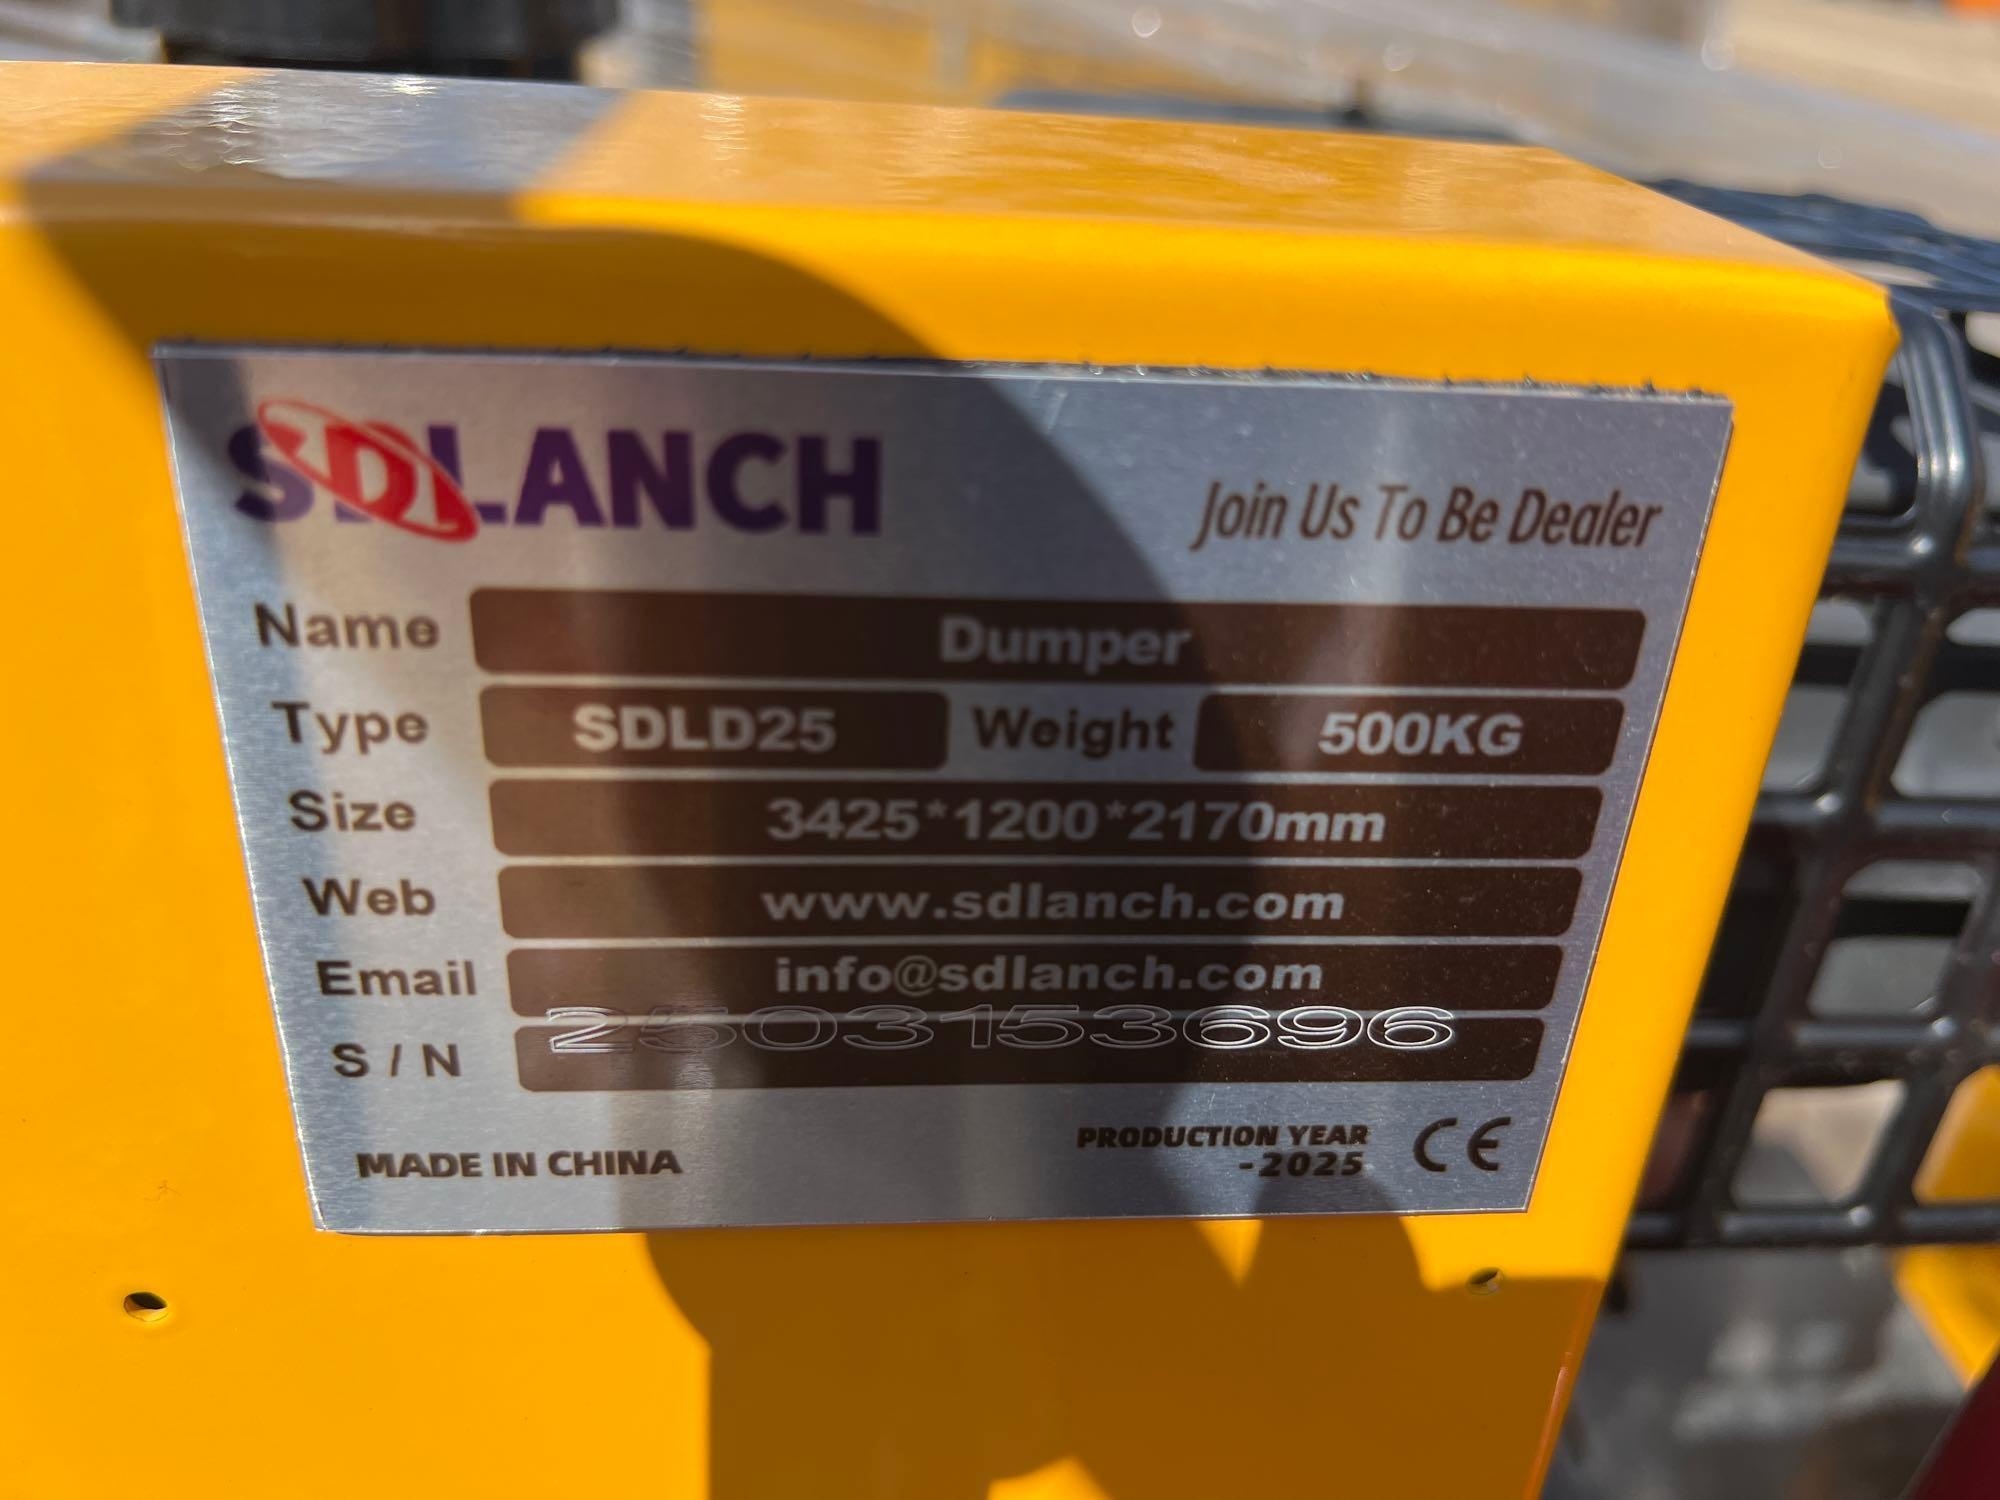 SDLANCH
Join Us To Be Dealer
Name Dumper
Type SDLD25 Weight 500KG
Size 3425*1200*2170mm
Web www.sdlanch.com
Email info@sdlanch.com
S / N 2503153696
MADE IN CHINA
PRODUCTION YEAR
-2025
CE